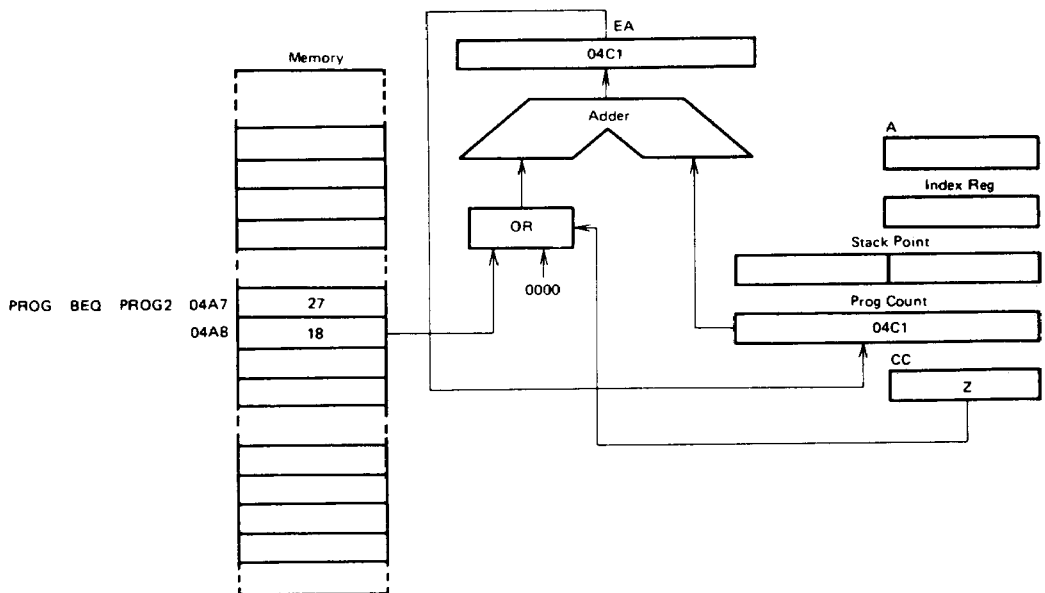 EA
04C1
Memory
Adder
A
Index Reg
OR
Stack Point
0000
PROG BEQ PROG2 04A7 27
Prog Count
04A8 18
04C1
CC
Z